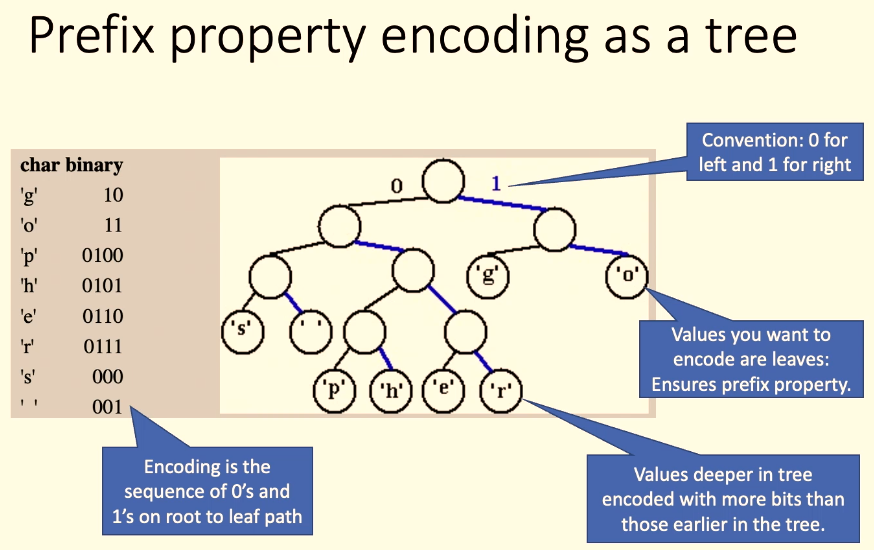 Prefix property encoding as a tree
Convention: 0 for
left and 1 for right
char binary
'g' 10
'o' 11
'p' 0100
'h' 0101
'e' 0110
'r' 0111
's' 000
' ' 001
0 1
'g' 'o'
's' ' '
'p' 'h' 'e' 'r'
Values you want to
encode are leaves:
Ensures prefix property.
Encoding is the
sequence of 0’s and
1’s on root to leaf path
Values deeper in tree
encoded with more bits than
those earlier in the tree.